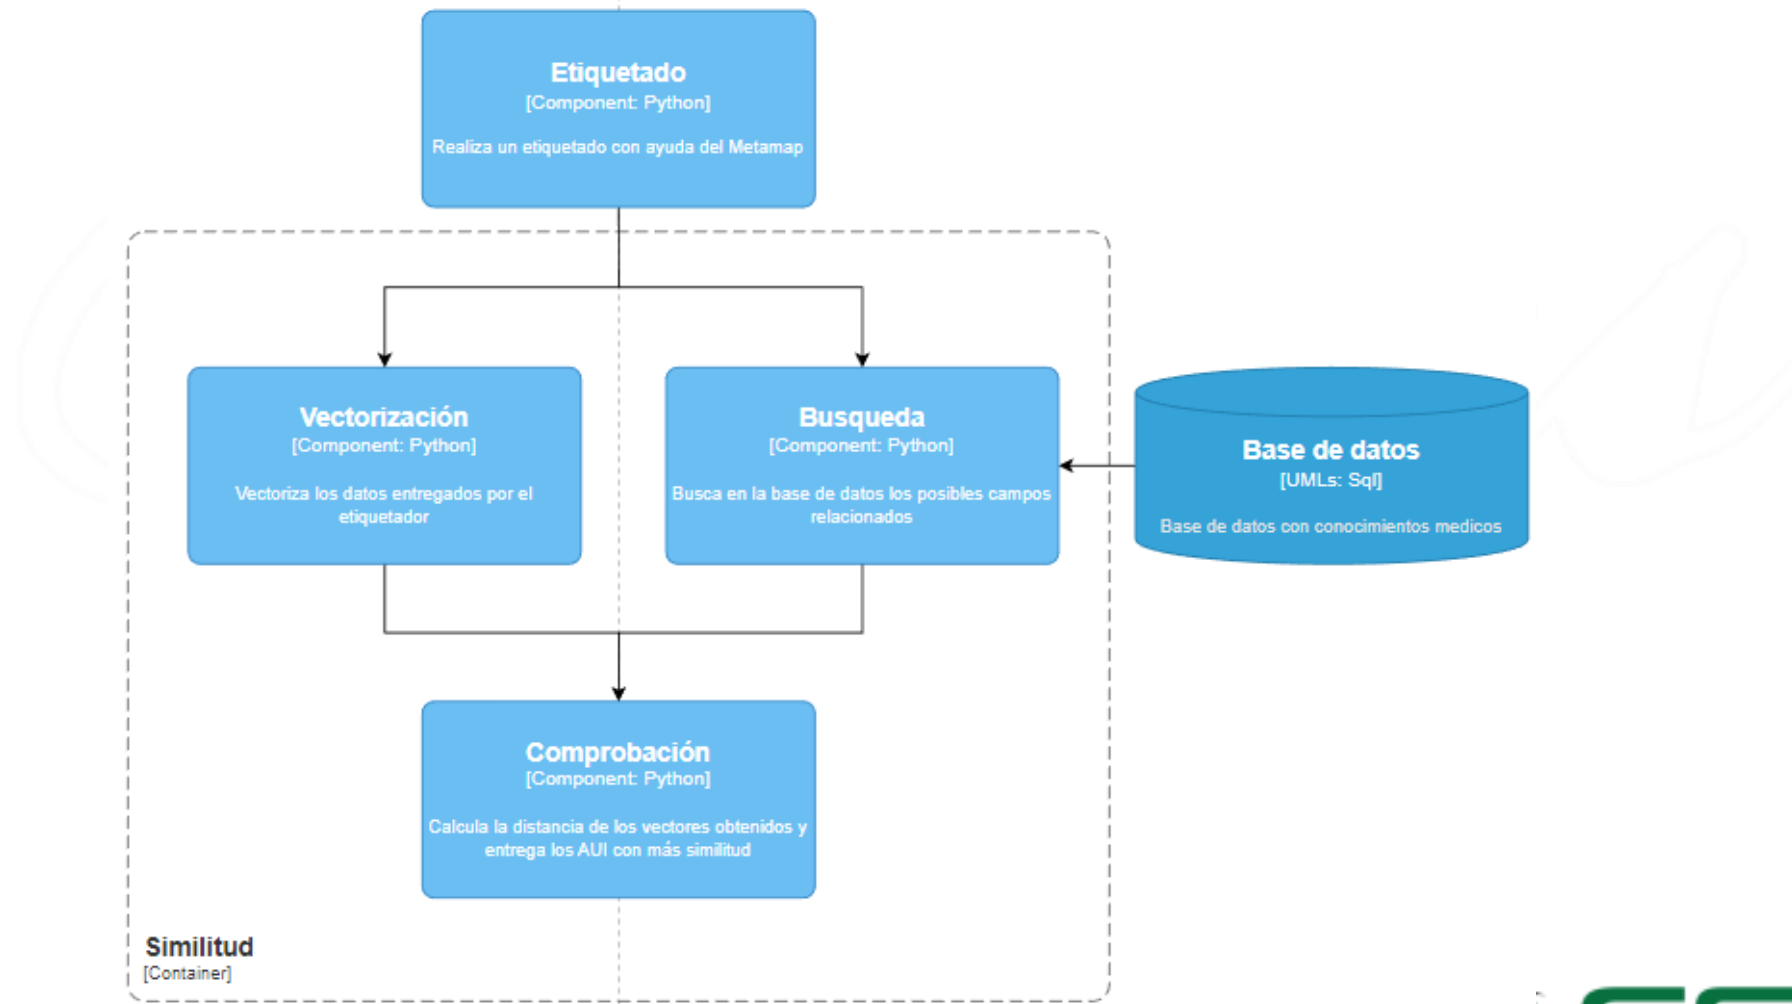 Etiquetado
[Component: Python]
Realiza un etiquetado con ayuda del Metamap
Vectorización
[Component: Python]
Vectoriza los datos entregados por el
etiquetador
Busqueda
[Component: Python]
Busca en la base de datos los posibles campos
relacionados
Base de datos
[UMLs: Sql]
Base de datos con conocimientos medicos
Comprobación
[Component: Python]
Calcula la distancia de los vectores obtenidos y
entrega los AUI con más similitud
Similitud
[Container]